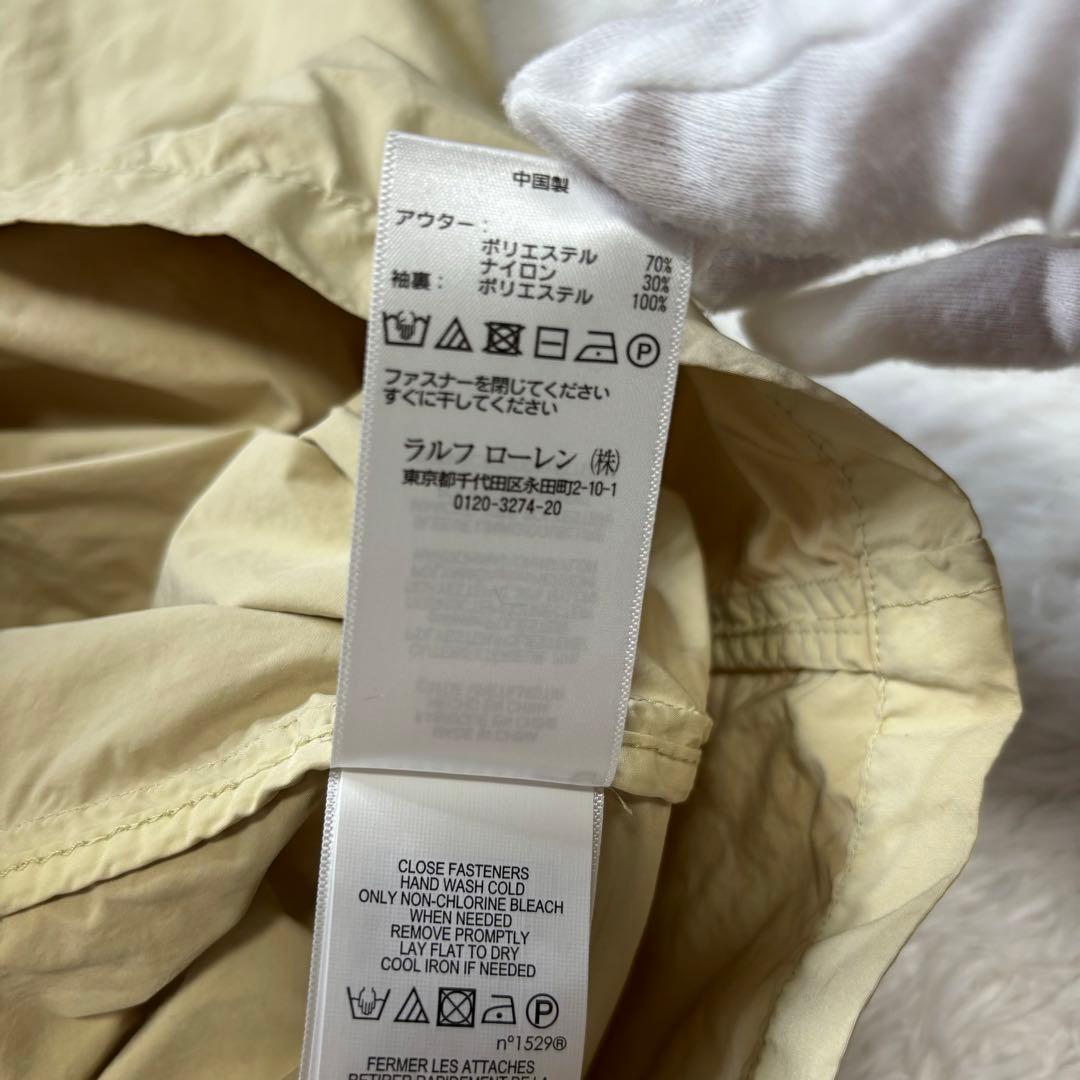 中国製
アウター:
ポリエステル 70%
ナイロン 30%
袖裏: ポリエステル 100%
P
ファスナーを閉じてください
すぐに干してください
ラルフ ローレン (株)
東京都千代田区永田町2-10-1
0120-3274-20
CLOSE FASTENERS
HAND WASH COLD
ONLY NON-CHLORINE BLEACH
WHEN NEEDED
REMOVE PROMPTLY
LAY FLAT TO DRY
COOL IRON IF NEEDED
P
nº1529®
FERMER LES ATTACHES
RETIRER RAPIDEMENT DE LA